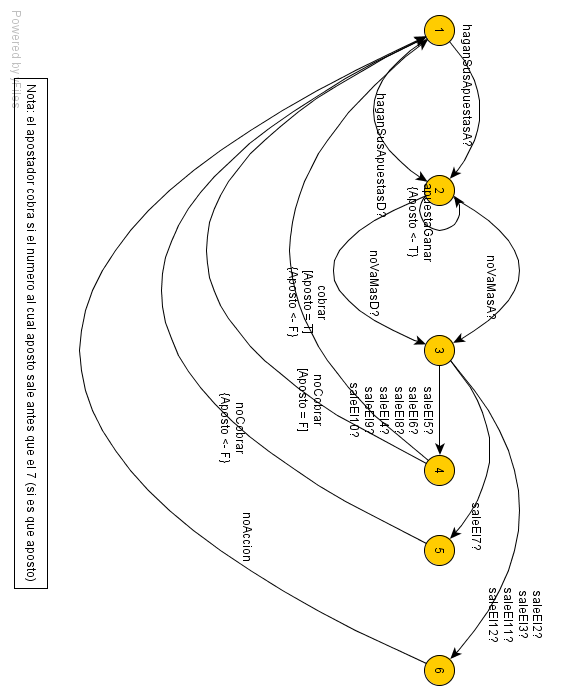 1
haganSusApuestasA?
haganSusApuestasD?
2
apuestaGanar
{Aposto <- T}
noVaMasA?
noVaMasD?
3
cobrar
[Aposto = T]
{Aposto <- F}
noCobrar
[Aposto = F]
saleEl5?
saleEl6?
saleEl8?
saleEl4?
saleEl9?
saleEl10?
4
noCobrar
{Aposto <- F}
saleEl7?
5
noAccion
saleEl2?
saleEl3?
saleEl11?
saleEl12?
6
Nota: el apostador cobra si el numero al cual aposto sale antes que el 7 (si es que aposto)
Powered by yFiles